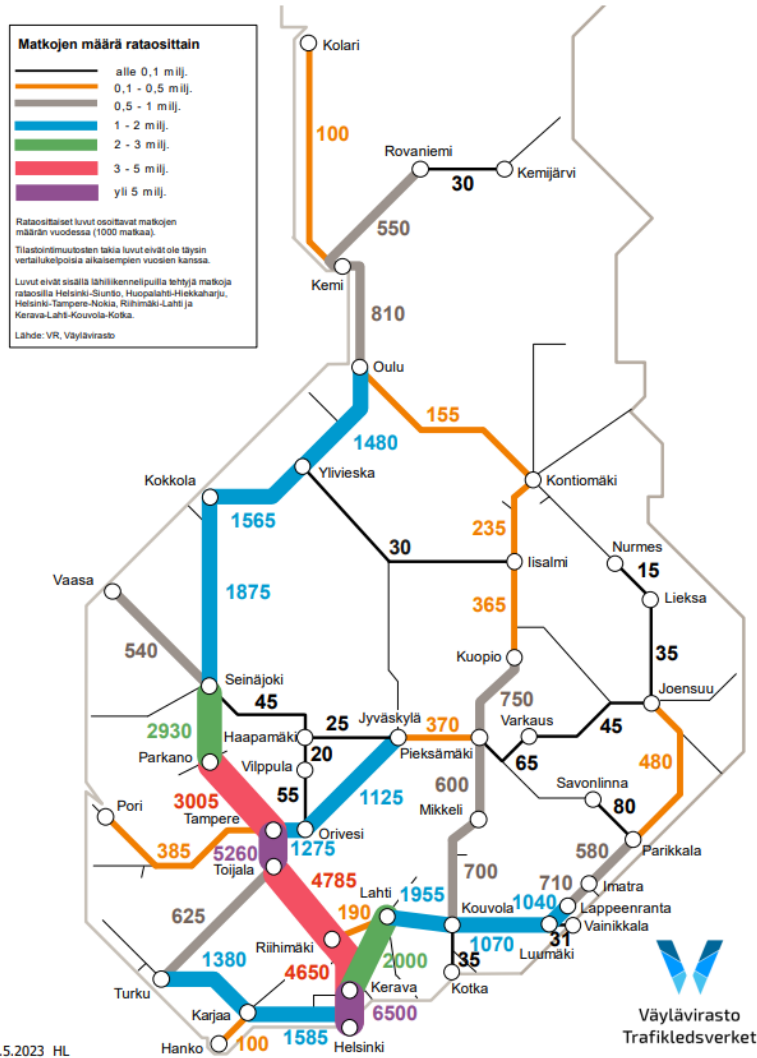 Matkojen määrä rataosittain
alle 0,1 milj.
0,1 - 0,5 milj.
0,5 - 1 milj.
1 - 2 milj.
2 - 3 milj.
3 - 5 milj.
yli 5 milj.
Rataosittaiset luvut osoittavat matkojen
määrän vuodessa (1000 matkaa).
Tilastointimuutosten takia luvut eivät ole täysin
vertailukelpoisia aikaisempien vuosien kanssa.
Luvut eivät sisällä lähiliikennelipuilla tehtyjä matkoja
rataosilla Helsinki-Siuntio, Huopalahti-Hiekkaharju,
Helsinki-Tampere-Nokia, Riihimäki-Lahti ja
Kerava-Lahti-Kouvola-Kotka.
Lähde: VR, Väylävirasto
Kolari
100
Rovaniemi
30
Kemijärvi
550
Kemi
810
Oulu
155
1480
Ylivieska
Kokkola
1565
Kontiomäki
235
30
Iisalmi
Nurmes
15
Lieksa
Vaasa
1875
365
540
35
Kuopio
Seinäjoki
45
750
Joensuu
2930
Haapamäki
25
Jyväskylä
370
Pieksämäki
Varkaus
45
65
Parkano
20
Vilppula
480
3005
55
1125
600
Savonlinna
80
Pori
Tampere
Orivesi
Mikkeli
385
5260
1275
580
Parikkala
Toijala
4785
700
710
Imatra
625
Lahti
1955
1040
Lappeenranta
190
Kouvola
Vainikkala
31
Riihimäki
1070
Luumäki
1380
4650
2000
35
Turku
Kerava
Kotka
Karjaa
6500
1585
Hanko
100
Helsinki
Väylävirasto
Trafikledsverket
.5.2023 HL